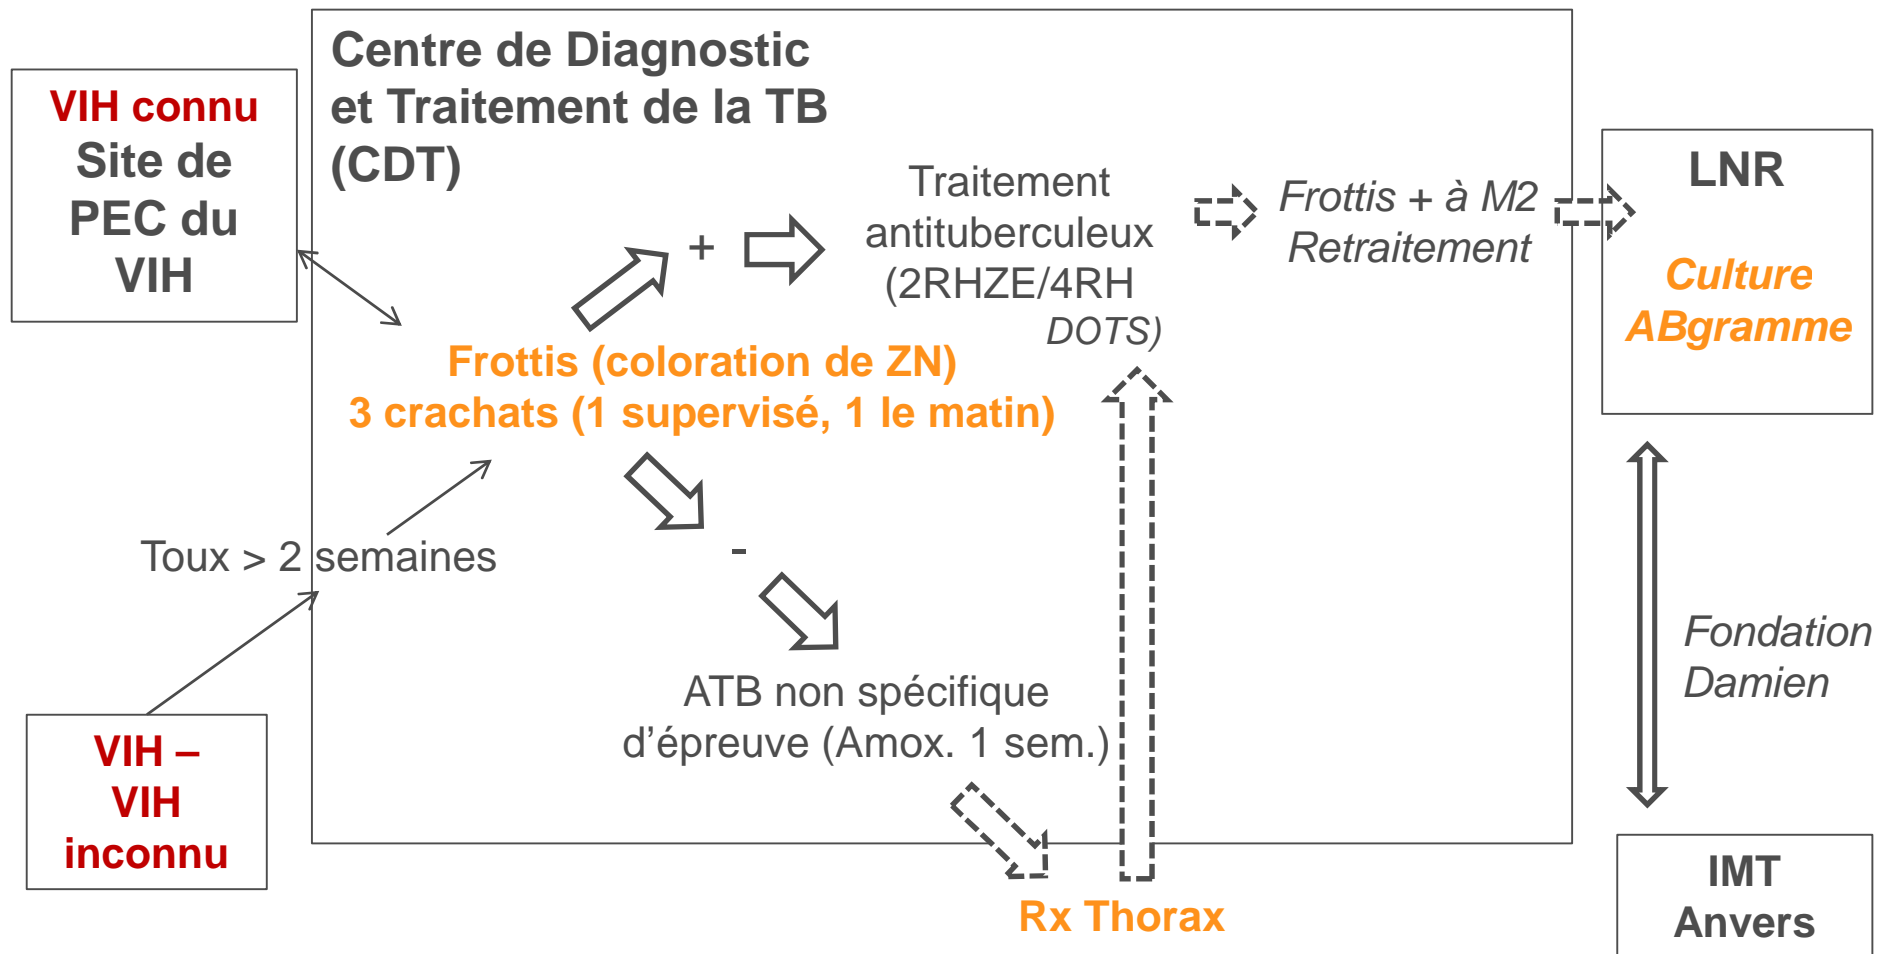 Centre de Diagnostic
et Traitement de la TB
(CDT)
VIH connu
Site de
PEC du
VIH
Traitement
antituberculeux
(2RHZE/4RH
DOTS)
Frottis + à M2
Retraitement
LNR
Culture
ABgramme
+
Frottis (coloration de ZN)
3 crachats (1 supervisé, 1 le matin)
Toux > 2 semaines
-
ATB non spécifique
d’épreuve (Amox. 1 sem.)
Fondation
Damien
VIH –
VIH
inconnu
Rx Thorax
IMT
Anvers